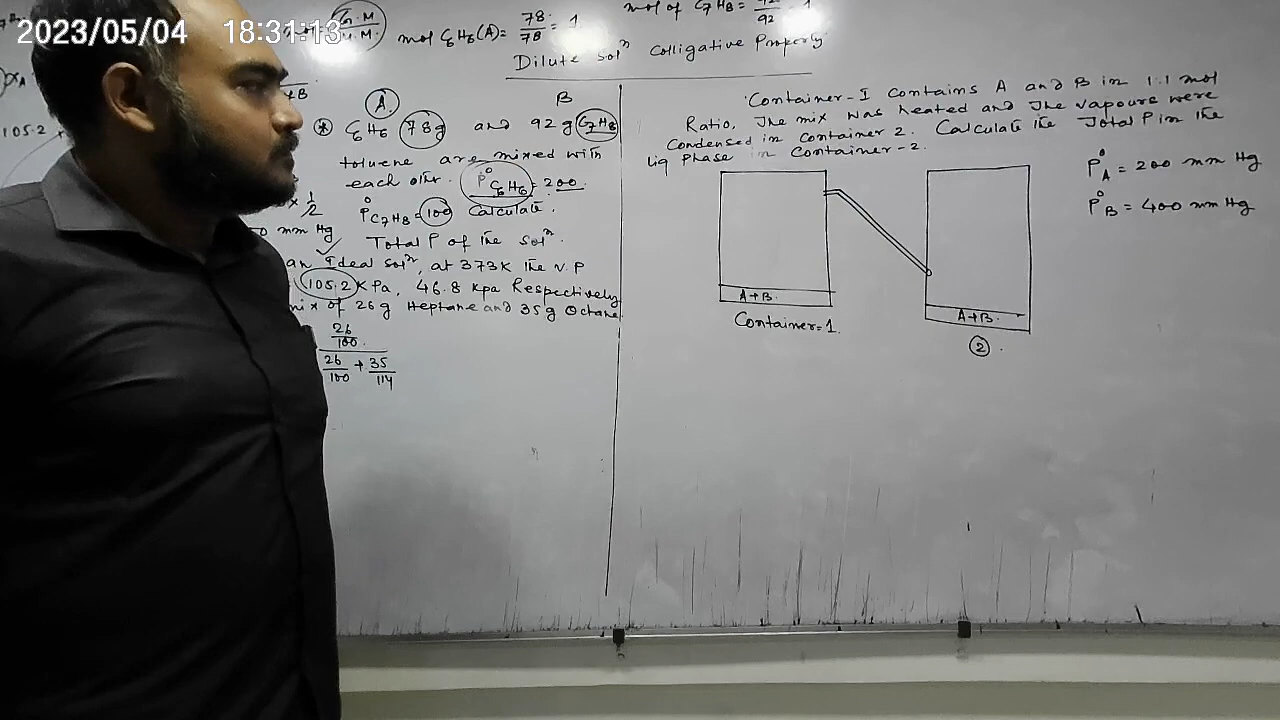 2023/05/04 18:31:13
mol C6H6(A) = 78/78 = 1
mol of C7H8 = 92/92 = 1
Dilute solⁿ Colligative Property
A B
⊛ C6H6 78g and 92g C7H8
toluene are mixed with
each other. P°C6H6 = 200.
P°C7H8 = 100 Calculate.
Total P of the solⁿ.
mm Hg
an Ideal solⁿ, at 373K the V.P
105.2 KPa, 46.8 Kpa Respectively
mix of 26g Heptane and 35g Octane
26/100
26/100 + 35/114
105.2
Container-I contains A and B in 1:1 mol
Ratio. The mix was heated and the vapours were
Condensed in container 2. Calculate the Total P in the
liq Phase in Container-2.
P°A = 200 mm Hg
P°B = 400 mm Hg
A+B.
Container-1.
A+B.
②.